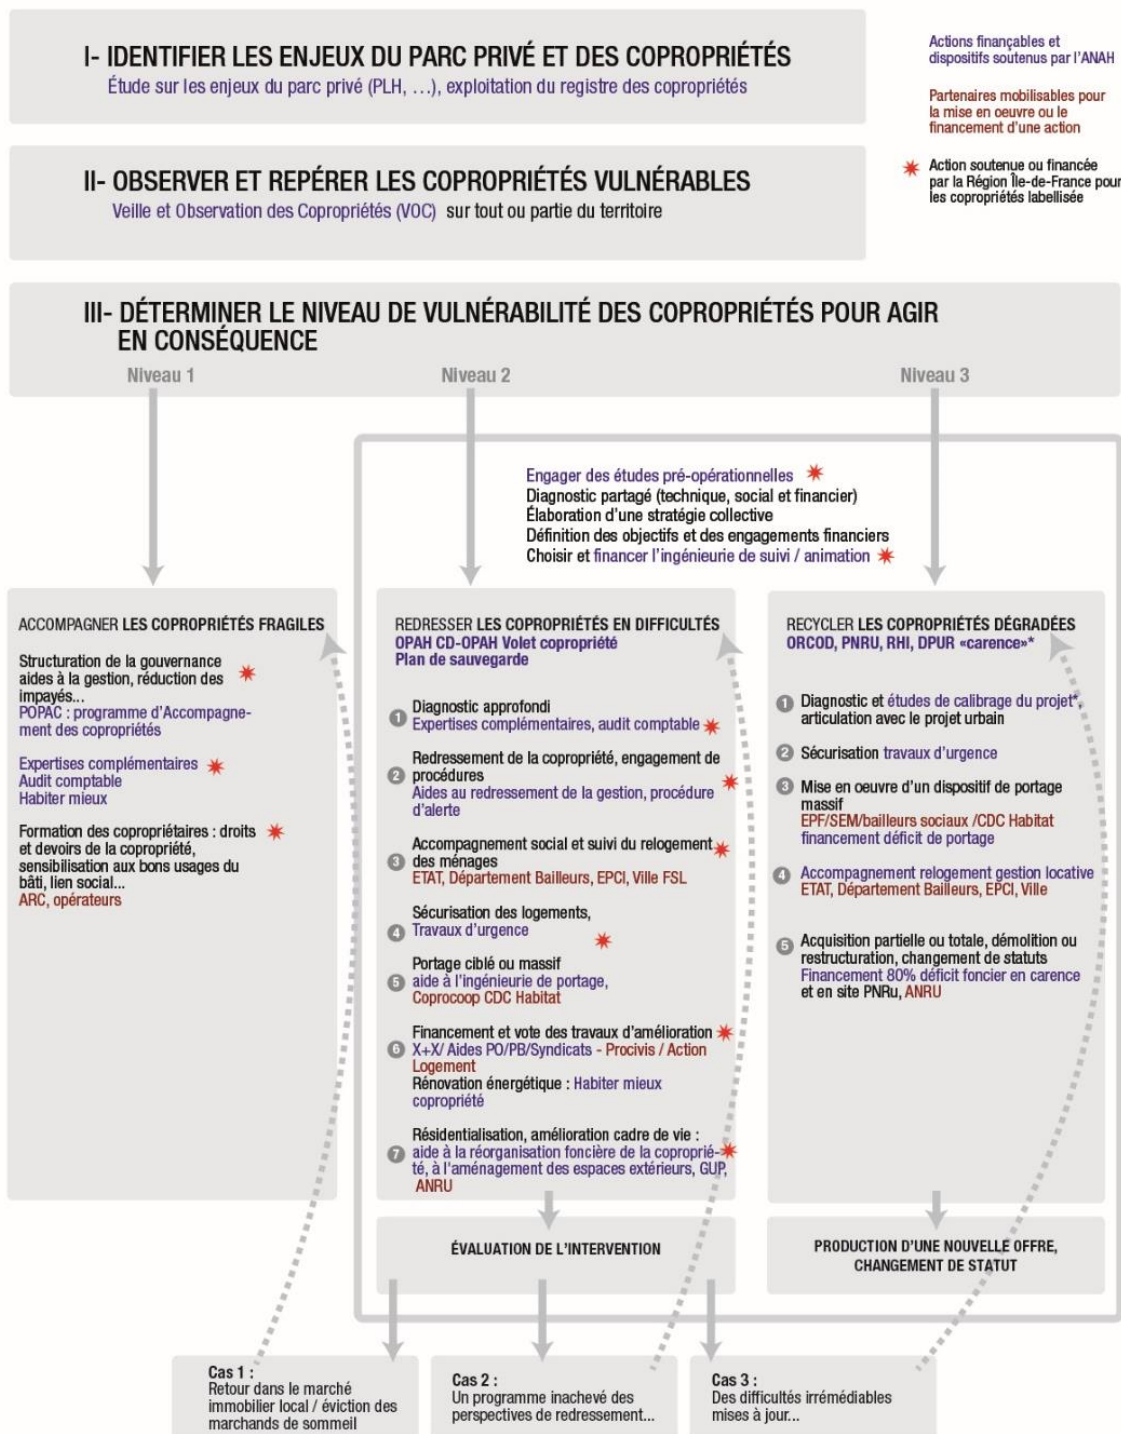 I- IDENTIFIER LES ENJEUX DU PARC PRIVÉ ET DES COPROPRIÉTÉS
Étude sur les enjeux du parc privé (PLH, …), exploitation du registre des copropriétés
Actions finançables et
dispositifs soutenus par l'ANAH
Partenaires mobilisables pour
la mise en oeuvre ou le
financement d'une action
Action soutenue ou financée
par la Région Île-de-France pour
les copropriétés labellisée
II- OBSERVER ET REPÉRER LES COPROPRIÉTÉS VULNÉRABLES
Veille et Observation des Copropriétés (VOC) sur tout ou partie du territoire
III- DÉTERMINER LE NIVEAU DE VULNÉRABILITÉ DES COPROPRIÉTÉS POUR AGIR
EN CONSÉQUENCE
Niveau 1
Niveau 2
Niveau 3
Engager des études pré-opérationnelles
Diagnostic partagé (technique, social et financier)
Élaboration d'une stratégie collective
Définition des objectifs et des engagements financiers
Choisir et financer l'ingénierie de suivi / animation
ACCOMPAGNER LES COPROPRIÉTÉS FRAGILES
Structuration de la gouvernance
aides à la gestion, réduction des
impayés...
POPAC : programme d'Accompagne-
ment des copropriétés
Expertises complémentaires
Audit comptable
Habiter mieux
Formation des copropriétaires : droits
et devoirs de la copropriété,
sensibilisation aux bons usages du
bâti, lien social...
ARC, opérateurs
REDRESSER LES COPROPRIÉTÉS EN DIFFICULTÉS
OPAH CD-OPAH Volet copropriété
Plan de sauvegarde
1 Diagnostic approfondi
Expertises complémentaires, audit comptable
2 Redressement de la copropriété, engagement de
procédures
Aides au redressement de la gestion, procédure
d'alerte
3 Accompagnement social et suivi du relogement
des ménages
ETAT, Département Bailleurs, EPCI, Ville FSL
4 Sécurisation des logements,
Travaux d'urgence
5 Portage ciblé ou massif
aide à l'ingénierie de portage,
Coprocoop CDC Habitat
6 Financement et vote des travaux d'amélioration
X+X/ Aides PO/PB/Syndicats - Procivis / Action
Logement
Rénovation énergétique : Habiter mieux
copropriété
7 Résidentialisation, amélioration cadre de vie :
aide à la réorganisation foncière de la coproprié-
té, à l'aménagement des espaces extérieurs, GUP,
ANRU
RECYCLER LES COPROPRIÉTÉS DÉGRADÉES
ORCOD, PNRU, RHI, DPUR «carence»*
1 Diagnostic et études de calibrage du projet*,
articulation avec le projet urbain
2 Sécurisation travaux d'urgence
3 Mise en oeuvre d'un dispositif de portage
massif
EPF/SEM/bailleurs sociaux /CDC Habitat
financement déficit de portage
4 Accompagnement relogement gestion locative
ETAT, Département Bailleurs, EPCI, Ville
5 Acquisition partielle ou totale, démolition ou
restructuration, changement de statuts
Financement 80% déficit foncier en carence
et en site PNRu, ANRU
ÉVALUATION DE L'INTERVENTION
PRODUCTION D'UNE NOUVELLE OFFRE,
CHANGEMENT DE STATUT
Cas 1 :
Retour dans le marché
immobilier local / éviction des
marchands de sommeil
Cas 2 :
Un programme inachevé des
perspectives de redressement...
Cas 3 :
Des difficultés irrémédiables
mises à jour...